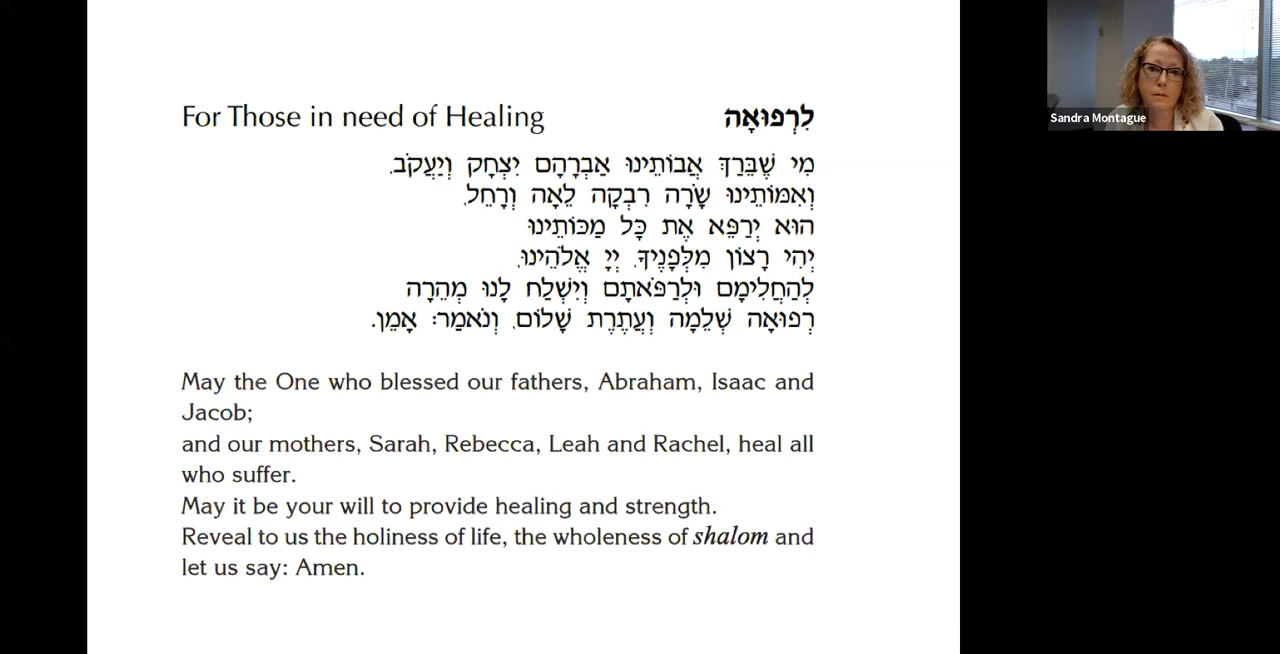 For Those in need of Healing
לִרְפוּאָה
מִי שֶׁבֵּרַךְ אֲבוֹתֵינוּ אַבְרָהָם יִצְחָק וְיַעֲקֹב,
וְאִמּוֹתֵינוּ שָׂרָה רִבְקָה לֵאָה וְרָחֵל,
הוּא יְרַפֵּא אֶת כָּל מַכּוֹתֵינוּ
יְהִי רָצוֹן מִלְּפָנֶיךָ, יְיָ אֱלֹהֵינוּ,
לְהַחֲלִימָם וּלְרַפֹּאתָם וְיִשְׁלַח לָנוּ מְהֵרָה
רְפוּאָה שְׁלֵמָה וְעֲתֶרֶת שָׁלוֹם, וְנֹאמַר: אָמֵן.
May the One who blessed our fathers, Abraham, Isaac and
Jacob;
and our mothers, Sarah, Rebecca, Leah and Rachel, heal all
who suffer.
May it be your will to provide healing and strength.
Reveal to us the holiness of life, the wholeness of shalom and
let us say: Amen.
Sandra Montague